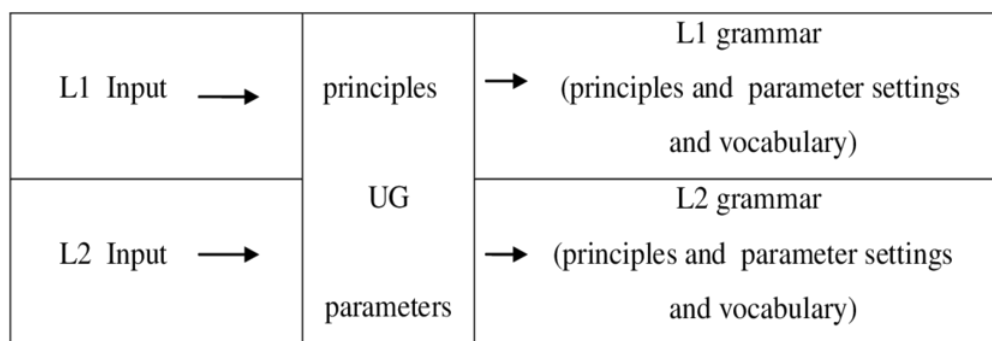 L1 grammar
L1 Input → principles → (principles and parameter settings
and vocabulary)
UG
L2 grammar
L2 Input → → (principles and parameter settings
parameters
and vocabulary)